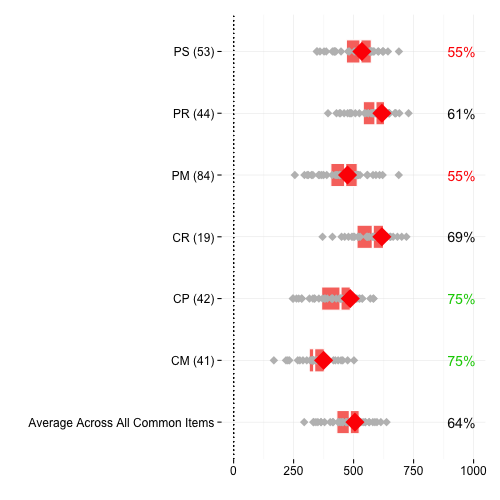 PS (53) 55%
PR (44) 61%
PM (84) 55%
CR (19) 69%
CP (42) 75%
CM (41) 75%
Average Across All Common Items 64%
0 250 500 750 1000